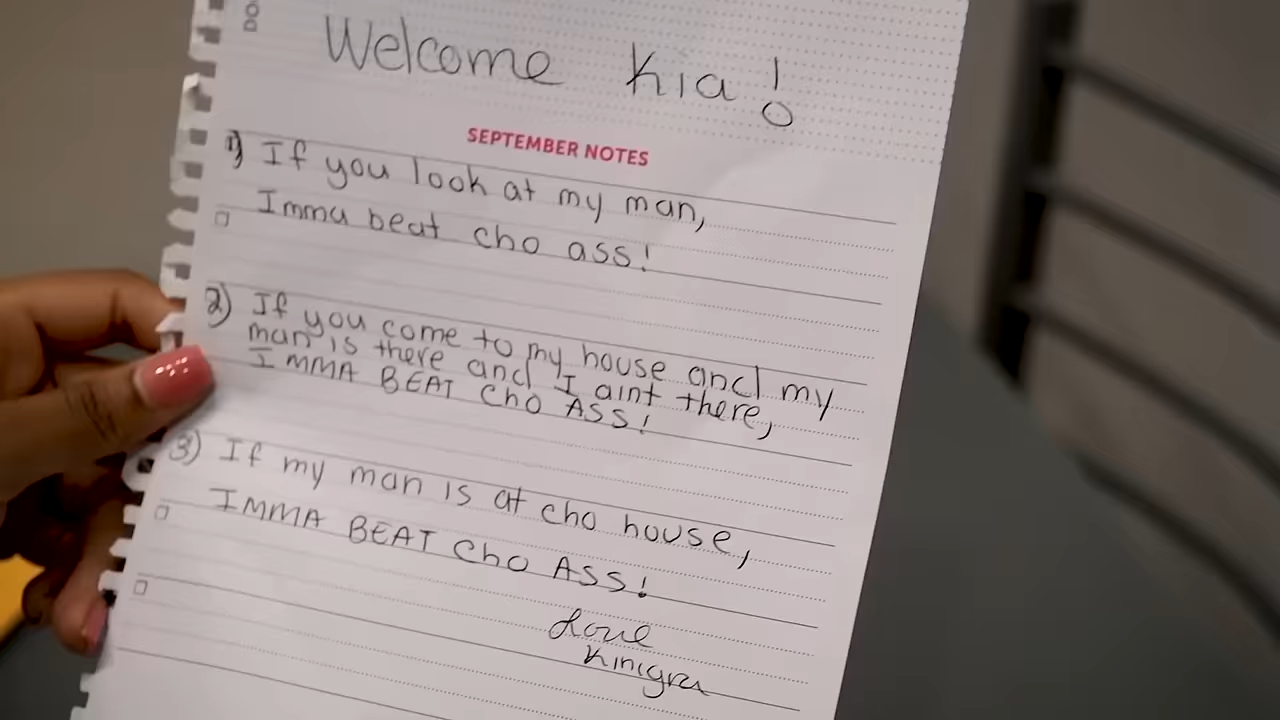 DO
Welcome Kia!
SEPTEMBER NOTES
1) If you look at my man,
Imma beat cho ass!
2) If you come to my house and my
man is there and I aint there,
IMMA BEAT Cho ASS!
3) If my man is at cho house,
IMMA BEAT Cho ASS!
Love
Kinigra